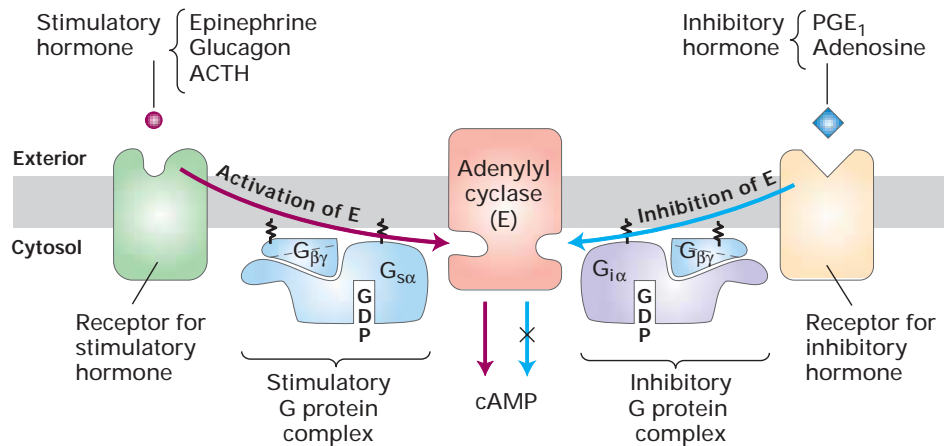 Stimulatory
hormone
Epinephrine
Glucagon
ACTH
Inhibitory
hormone
PGE1
Adenosine
Exterior
Activation of E
Adenylyl
cyclase
(E)
Inhibition of E
Cytosol
Gβγ
Gsα
GDP
Giα
Gβγ
GDP
Receptor for
stimulatory
hormone
Stimulatory
G protein
complex
cAMP
Inhibitory
G protein
complex
Receptor for
inhibitory
hormone